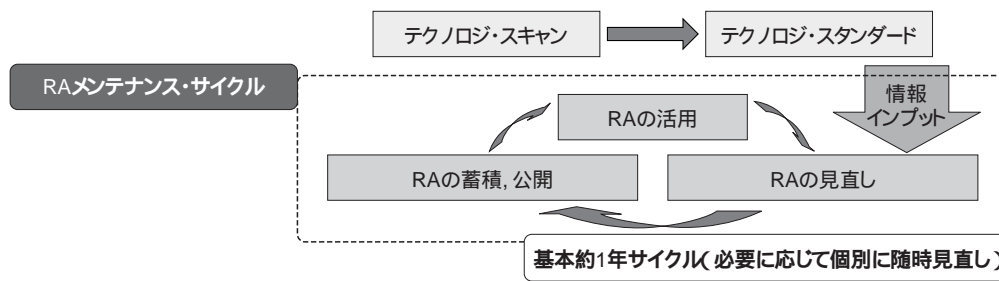 テクノロジ・スキャン
テクノロジ・スタンダード
RAメンテナンス・サイクル
情報
インプット
RAの活用
RAの蓄積，公開
RAの見直し
基本約1年サイクル（必要に応じて個別に随時見直し）